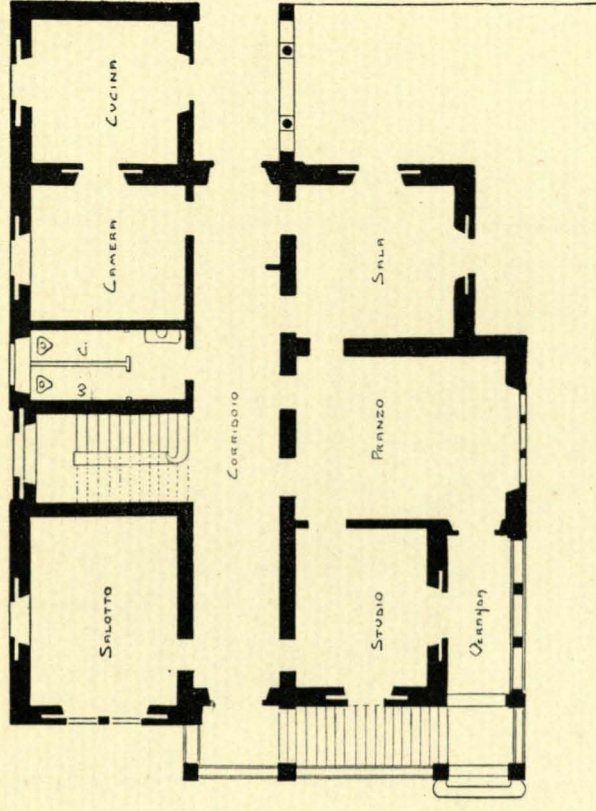 CUCINA
CAMERA
SALA
W. C.
CORRIDOIO
PRANZO
SALOTTO
STUDIO
VERANDA